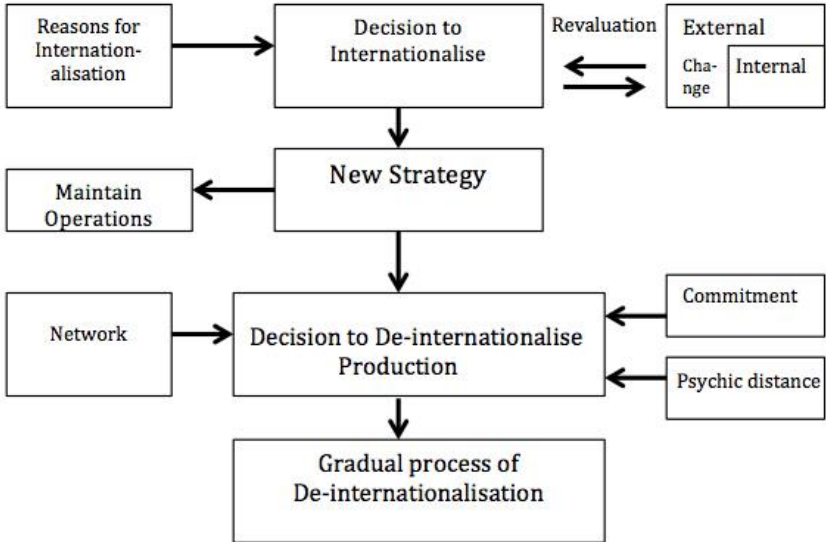 Reasons for
Internation-
alisation
Decision to
Internationalise
Revaluation
External
Cha-
nge
Internal
New Strategy
Maintain
Operations
Network
Decision to De-internationalise
Production
Commitment
Psychic distance
Gradual process of
De-internationalisation